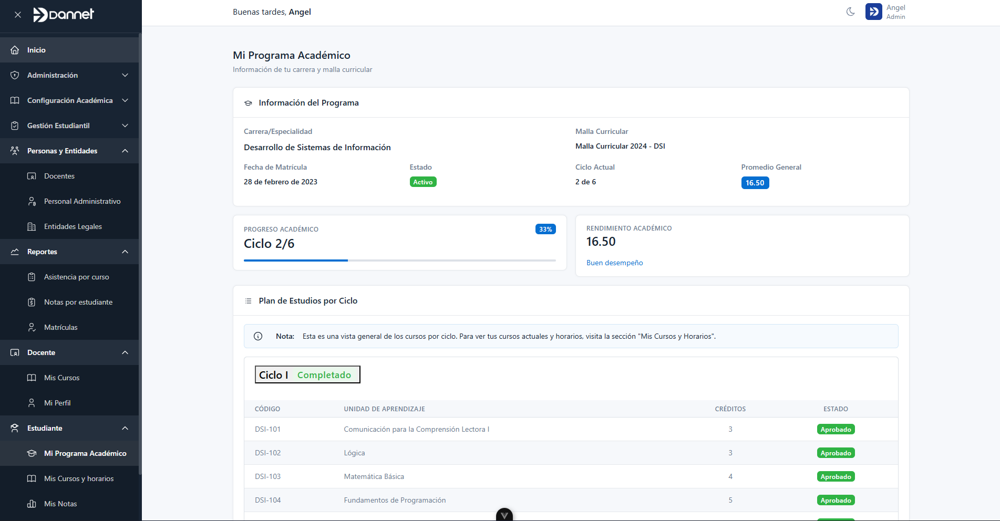 Dannet
Buenas tardes, Angel
Angel
Admin
Inicio
Administración
Configuración Académica
Gestión Estudiantil
Personas y Entidades
Docentes
Personal Administrativo
Entidades Legales
Reportes
Asistencia por curso
Notas por estudiante
Matrículas
Docente
Mis Cursos
Mi Perfil
Estudiante
Mi Programa Académico
Mis Cursos y horarios
Mis Notas
Mi Programa Académico
Información de tu carrera y malla curricular
Información del Programa
Carrera/Especialidad
Desarrollo de Sistemas de Información
Malla Curricular
Malla Curricular 2024 - DSI
Fecha de Matrícula
28 de febrero de 2023
Estado
Activo
Ciclo Actual
2 de 6
Promedio General
16.50
PROGRESO ACADÉMICO
33%
Ciclo 2/6
RENDIMIENTO ACADÉMICO
16.50
Buen desempeño
Plan de Estudios por Ciclo
Nota: Esta es una vista general de los cursos por ciclo. Para ver tus cursos actuales y horarios, visita la sección "Mis Cursos y Horarios".
Ciclo I Completado
CÓDIGO UNIDAD DE APRENDIZAJE CRÉDITOS ESTADO
DSI-101 Comunicación para la Comprensión Lectora I 3 Aprobado
DSI-102 Lógica 3 Aprobado
DSI-103 Matemática Básica 4 Aprobado
DSI-104 Fundamentos de Programación 5 Aprobado